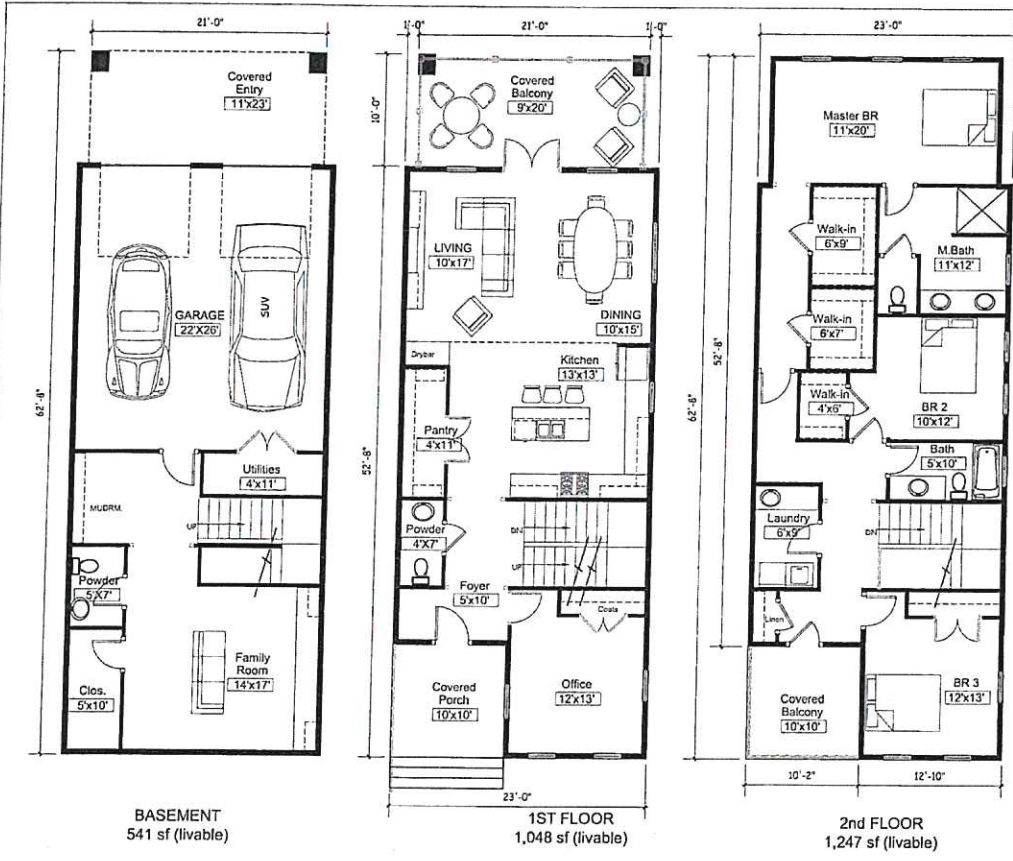 21'-0"
Covered
Entry
11'x23'
GARAGE
22'X26'
SUV
62'-8"
Utilities
4'x11'
MUDRM.
UP
Powder
5'X7'
Clos.
5'x10'
Family
Room
14'x17'
BASEMENT
541 sf (livable)
1'-0"
21'-0"
1'-0"
Covered
Balcony
9'x20'
10'-0"
LIVING
10'x17'
DINING
10'x15'
Drybar
Kitchen
13'x13'
Pantry
4'x11'
52'-8"
Powder
4'X7'
DN
UP
Foyer
5'x10'
Coats
Covered
Porch
10'x10'
Office
12'x13'
23'-0"
1ST FLOOR
1,048 sf (livable)
23'-0"
Master BR
11'x20'
Walk-in
6'x9'
M.Bath
11'x12'
Walk-in
6'x7'
52'-8"
62'-8"
Walk-in
4'x6'
BR 2
10'x12'
Bath
5'x10'
Laundry
6'x9'
DN
Linen
Covered
Balcony
10'x10'
BR 3
12'x13'
10'-2"
12'-10"
2nd FLOOR
1,247 sf (livable)